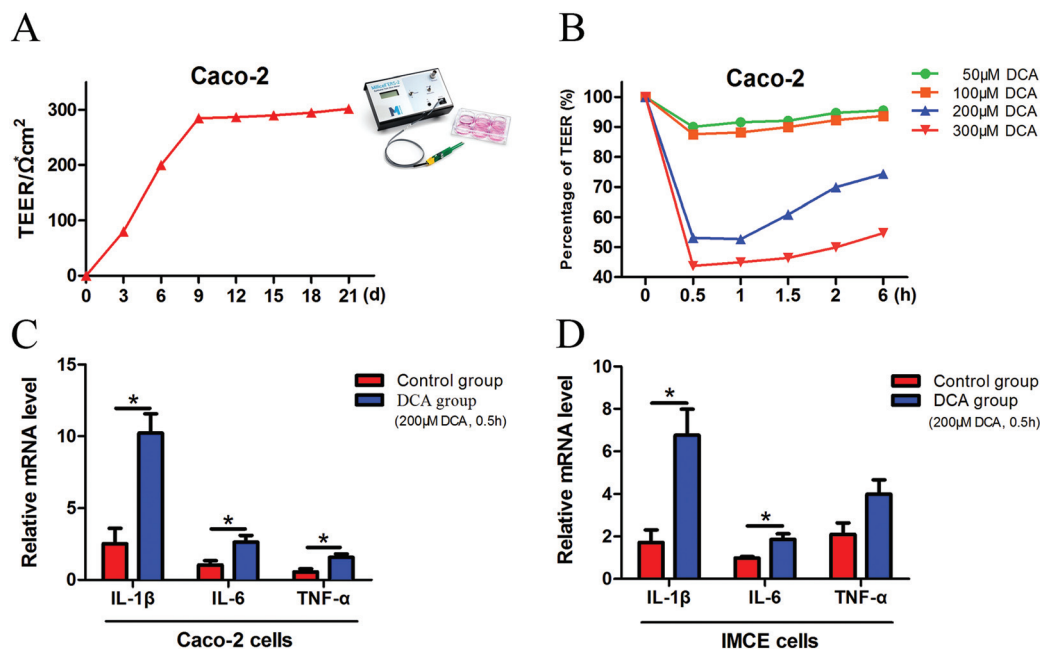 A
Caco-2
TEER/Ω*cm²
300
200
100
0
0 3 6 9 12 15 18 21 (d)
B
Caco-2
Percentage of TEER (%)
100
90
80
70
60
50
40
0 0.5 1 1.5 2 6 (h)
50μM DCA
100μM DCA
200μM DCA
300μM DCA
C
Relative mRNA level
15
10
5
0
* * *
IL-1β IL-6 TNF-α
Caco-2 cells
Control group
DCA group
(200μM DCA, 0.5h)
D
Relative mRNA level
10
8
6
4
2
0
* *
IL-1β IL-6 TNF-α
IMCE cells
Control group
DCA group
(200μM DCA, 0.5h)